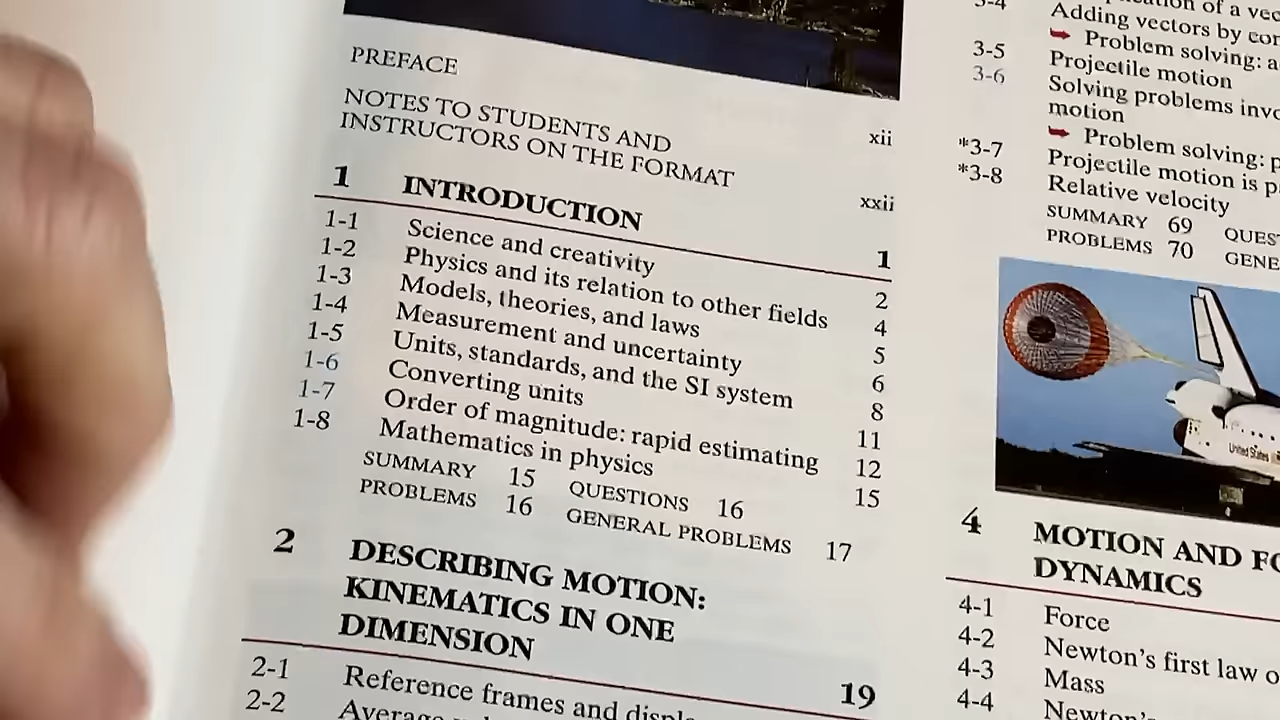 PREFACE xii
NOTES TO STUDENTS AND
INSTRUCTORS ON THE FORMAT xxii
1 INTRODUCTION 1
1-1 Science and creativity 2
1-2 Physics and its relation to other fields 4
1-3 Models, theories, and laws 5
1-4 Measurement and uncertainty 6
1-5 Units, standards, and the SI system 8
1-6 Converting units 11
1-7 Order of magnitude: rapid estimating 12
1-8 Mathematics in physics 15
SUMMARY 15 QUESTIONS 16
PROBLEMS 16 GENERAL PROBLEMS 17
2 DESCRIBING MOTION:
KINEMATICS IN ONE
DIMENSION 19
2-1 Reference frames and
2-2 Average
3-4 of a
Adding vectors by
➡ Problem solving:
3-5 Projectile motion
3-6 Solving problems
motion
➡ Problem solving:
*3-7 Projectile motion is
*3-8 Relative velocity
SUMMARY 69
PROBLEMS 70
United States
4 MOTION AND
DYNAMICS
4-1 Force
4-2 Newton's first law
4-3 Mass
4-4 Newton's